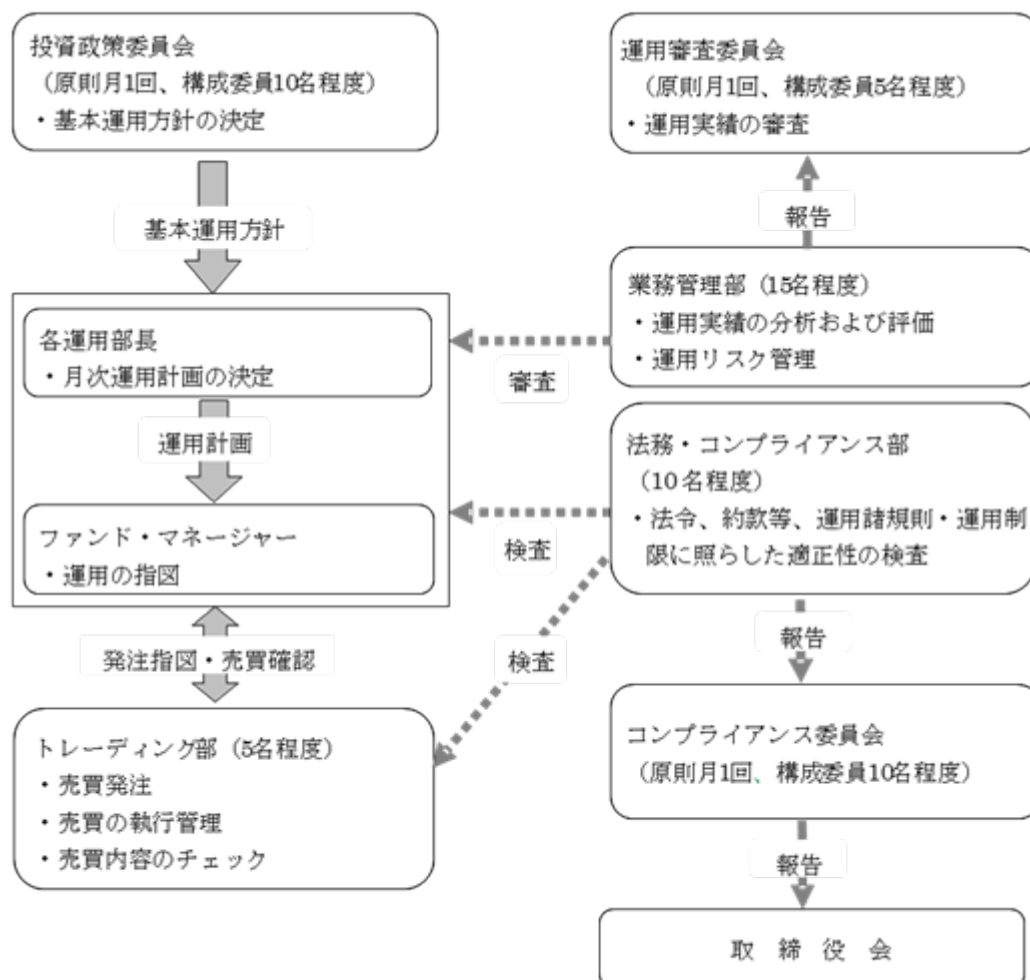 投資政策委員会
（原則月1回、構成委員10名程度）
・基本運用方針の決定
基本運用方針
各運用部長
・月次運用計画の決定
運用計画
ファンド・マネージャー
・運用の指図
発注指図・売買確認
トレーディング部（5名程度）
・売買発注
・売買の執行管理
・売買内容のチェック
運用審査委員会
（原則月1回、構成委員5名程度）
・運用実績の審査
報告
業務管理部（15名程度）
・運用実績の分析および評価
・運用リスク管理
審査
法務・コンプライアンス部
（10名程度）
・法令、約款等、運用諸規則・運用制
限に照らした適正性の検査
検査
検査
報告
コンプライアンス委員会
（原則月1回、構成委員10名程度）
報告
取 締 役 会